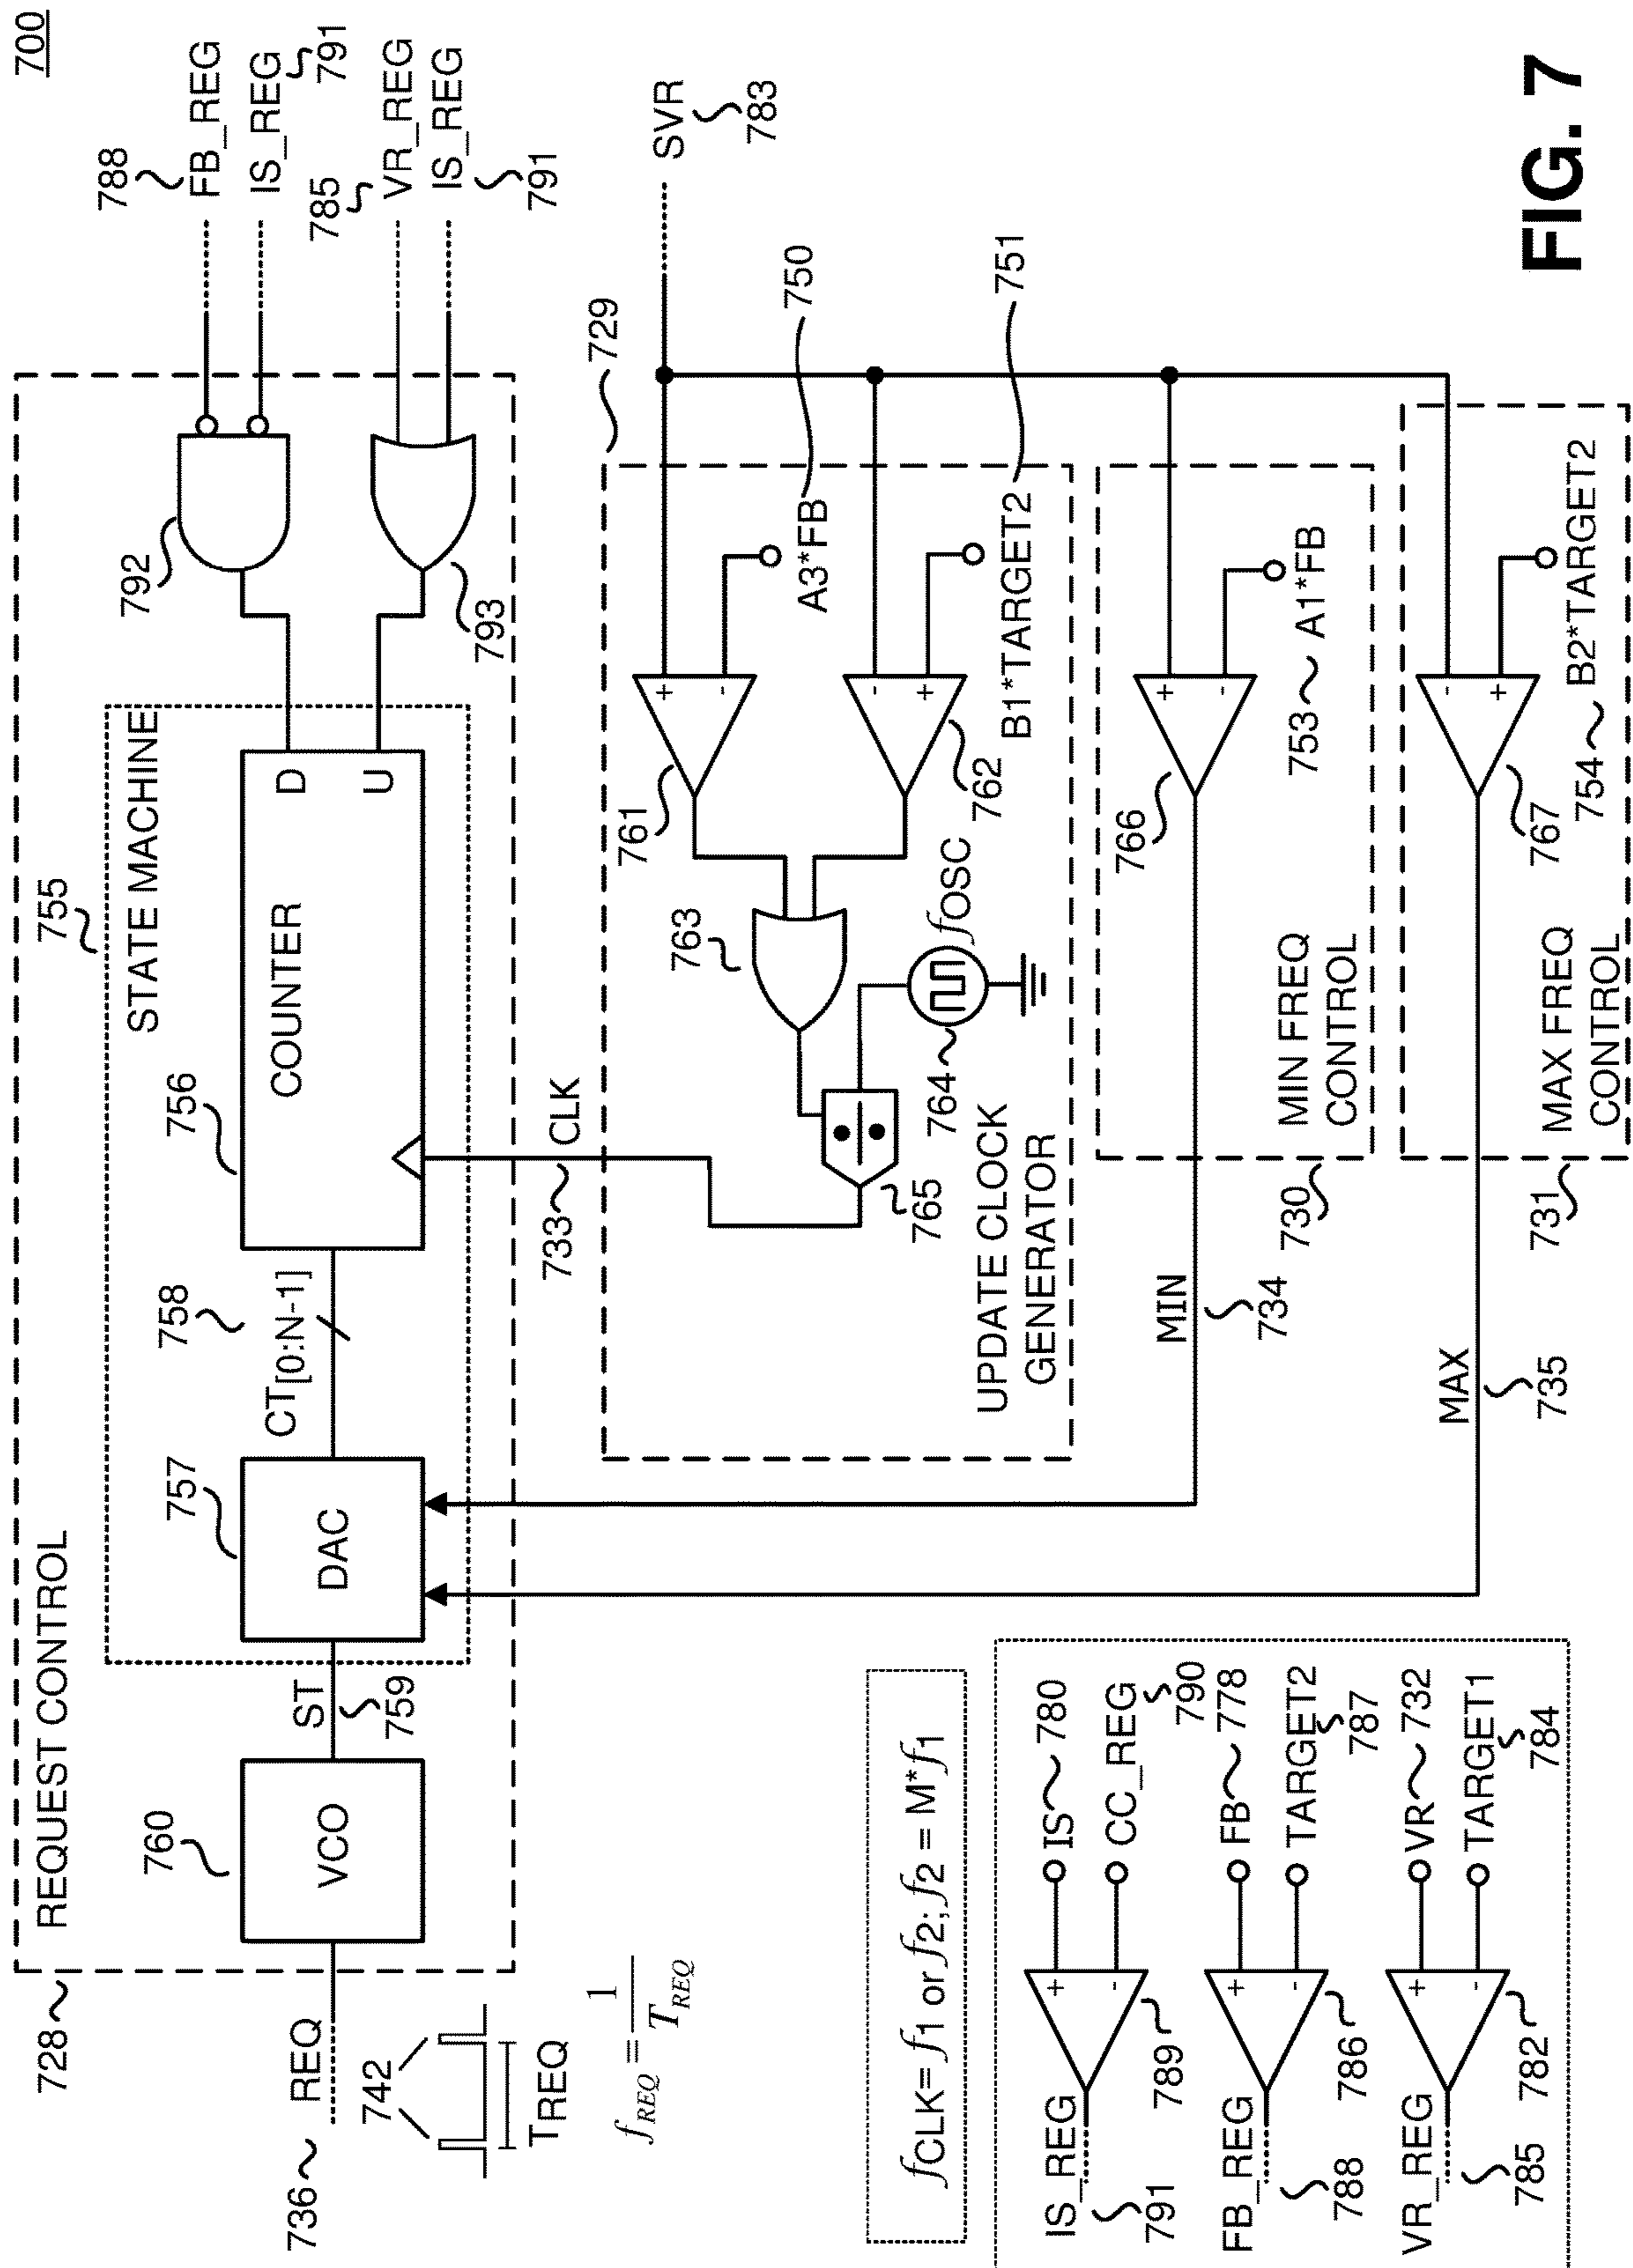 700
728
REQUEST CONTROL
755
STATE MACHINE
736
REQ
742
TREQ
fREQ = 1
TREQ
760
VCO
ST
759
757
DAC
758
CT[0:N-1]
756
COUNTER
D
U
792
793
788
FB_REG
IS_REG
791
785
VR_REG
IS_REG
791
733
CLK
729
SVR
783
761
+
-
A3*FB
750
762
-
+
B1*TARGET2
751
763
764
fOSC
765
UPDATE CLOCK
GENERATOR
MIN
734
730
MIN FREQ
CONTROL
766
+
-
753
A1*FB
MAX
735
731
MAX FREQ
CONTROL
767
-
+
754
B2*TARGET2
fCLK= f1 or f2; f2 = M*f1
IS_REG
791
789
+
-
IS
780
CC_REG
790
FB_REG
788
786
+
-
FB
778
TARGET2
787
VR_REG
785
782
+
-
VR
732
TARGET1
784
FIG. 7